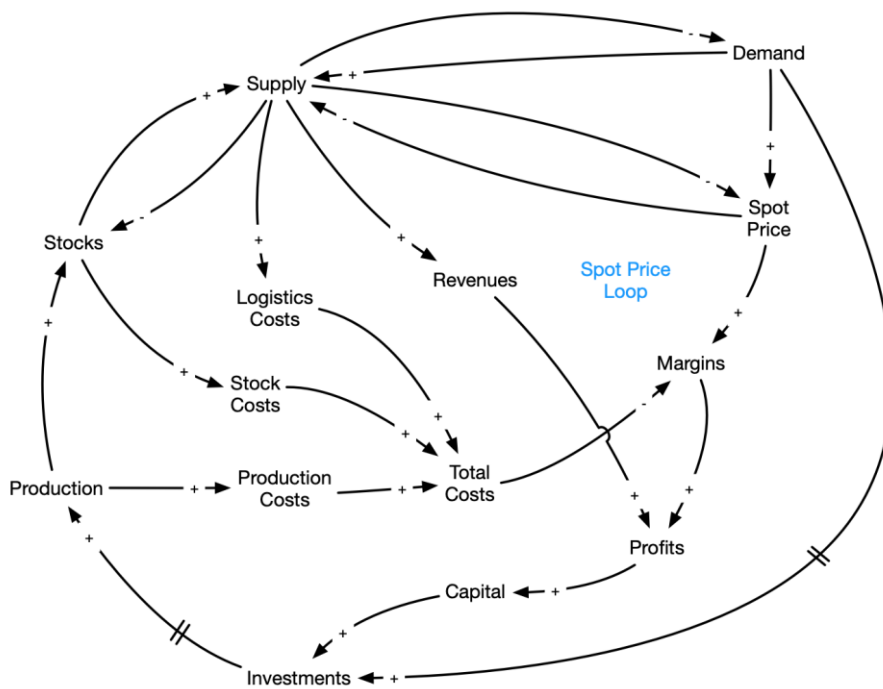 Demand
Supply
Spot
Price
Stocks
Spot Price
Loop
Revenues
Logistics
Costs
Margins
Stock
Costs
Total
Costs
Production
Production
Costs
Profits
Capital
Investments
-
+
+
+
-
-
-
+
+
+
+
+
+
+
+
-
+
+
+
+
+
+
+
+